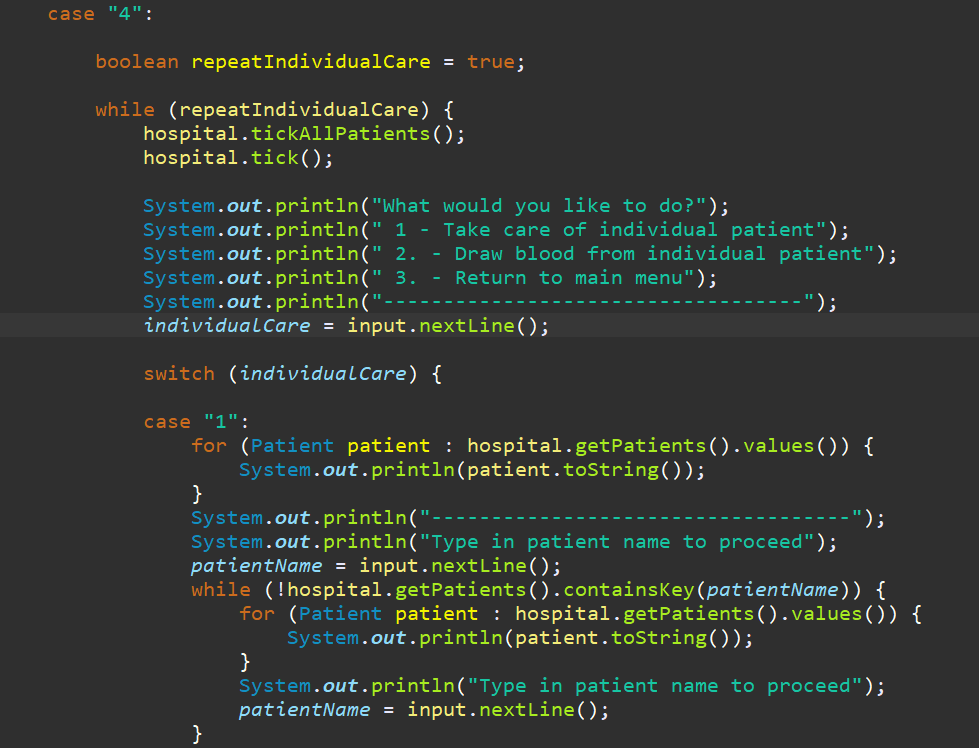 case "4":
boolean repeatIndividualCare = true;
while (repeatIndividualCare) {
hospital.tickAllPatients();
hospital.tick();
System.out.println("What would you like to do?");
System.out.println(" 1 - Take care of individual patient");
System.out.println(" 2. - Draw blood from individual patient");
System.out.println(" 3. - Return to main menu");
System.out.println("-----------------------------------");
individualCare = input.nextLine();
switch (individualCare) {
case "1":
for (Patient patient : hospital.getPatients().values()) {
System.out.println(patient.toString());
}
System.out.println("-----------------------------------");
System.out.println("Type in patient name to proceed");
patientName = input.nextLine();
while (!hospital.getPatients().containsKey(patientName)) {
for (Patient patient : hospital.getPatients().values()) {
System.out.println(patient.toString());
}
System.out.println("Type in patient name to proceed");
patientName = input.nextLine();
}